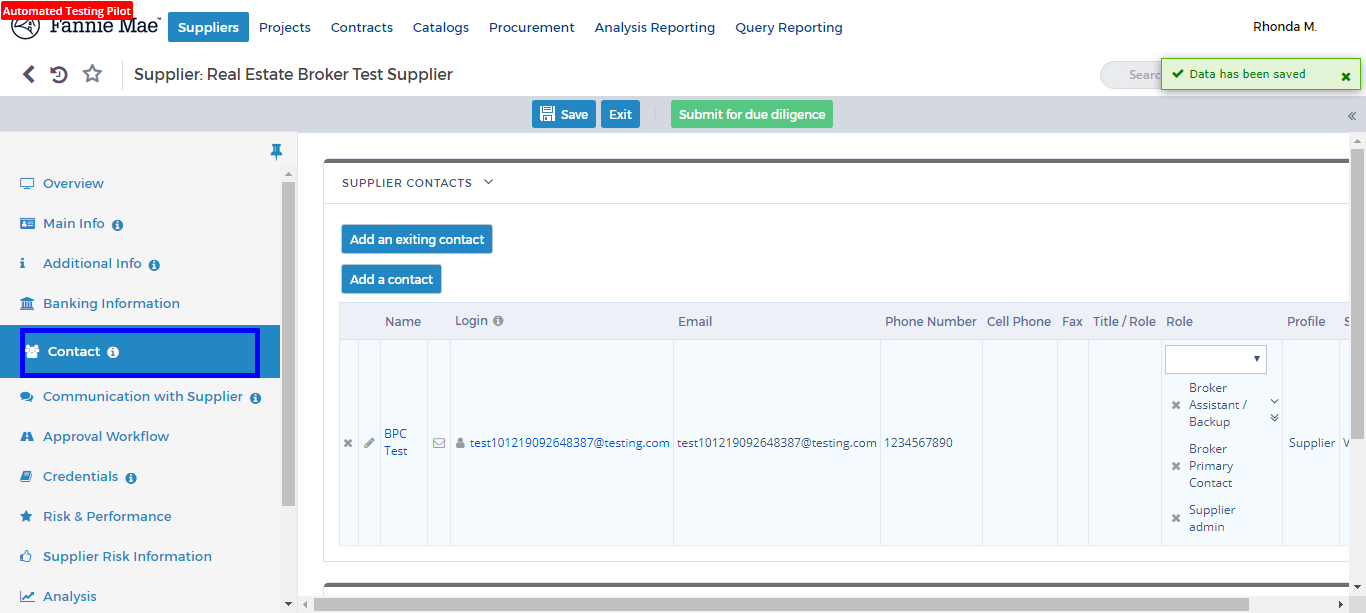 Automated Testing Pilot
Fannie Mae
Suppliers Projects Contracts Catalogs Procurement Analysis Reporting Query Reporting
Rhonda M.
Supplier: Real Estate Broker Test Supplier
Data has been saved
Save Exit Submit for due diligence
Overview
Main Info
Additional Info
Banking Information
Contact
Communication with Supplier
Approval Workflow
Credentials
Risk & Performance
Supplier Risk Information
Analysis
SUPPLIER CONTACTS
Add an exiting contact
Add a contact
Name Login Email Phone Number Cell Phone Fax Title / Role Role Profile
BPC
Test
test101219092648387@testing.com test101219092648387@testing.com 1234567890
Broker
Assistant /
Backup
Broker
Primary
Contact
Supplier
admin
Supplier